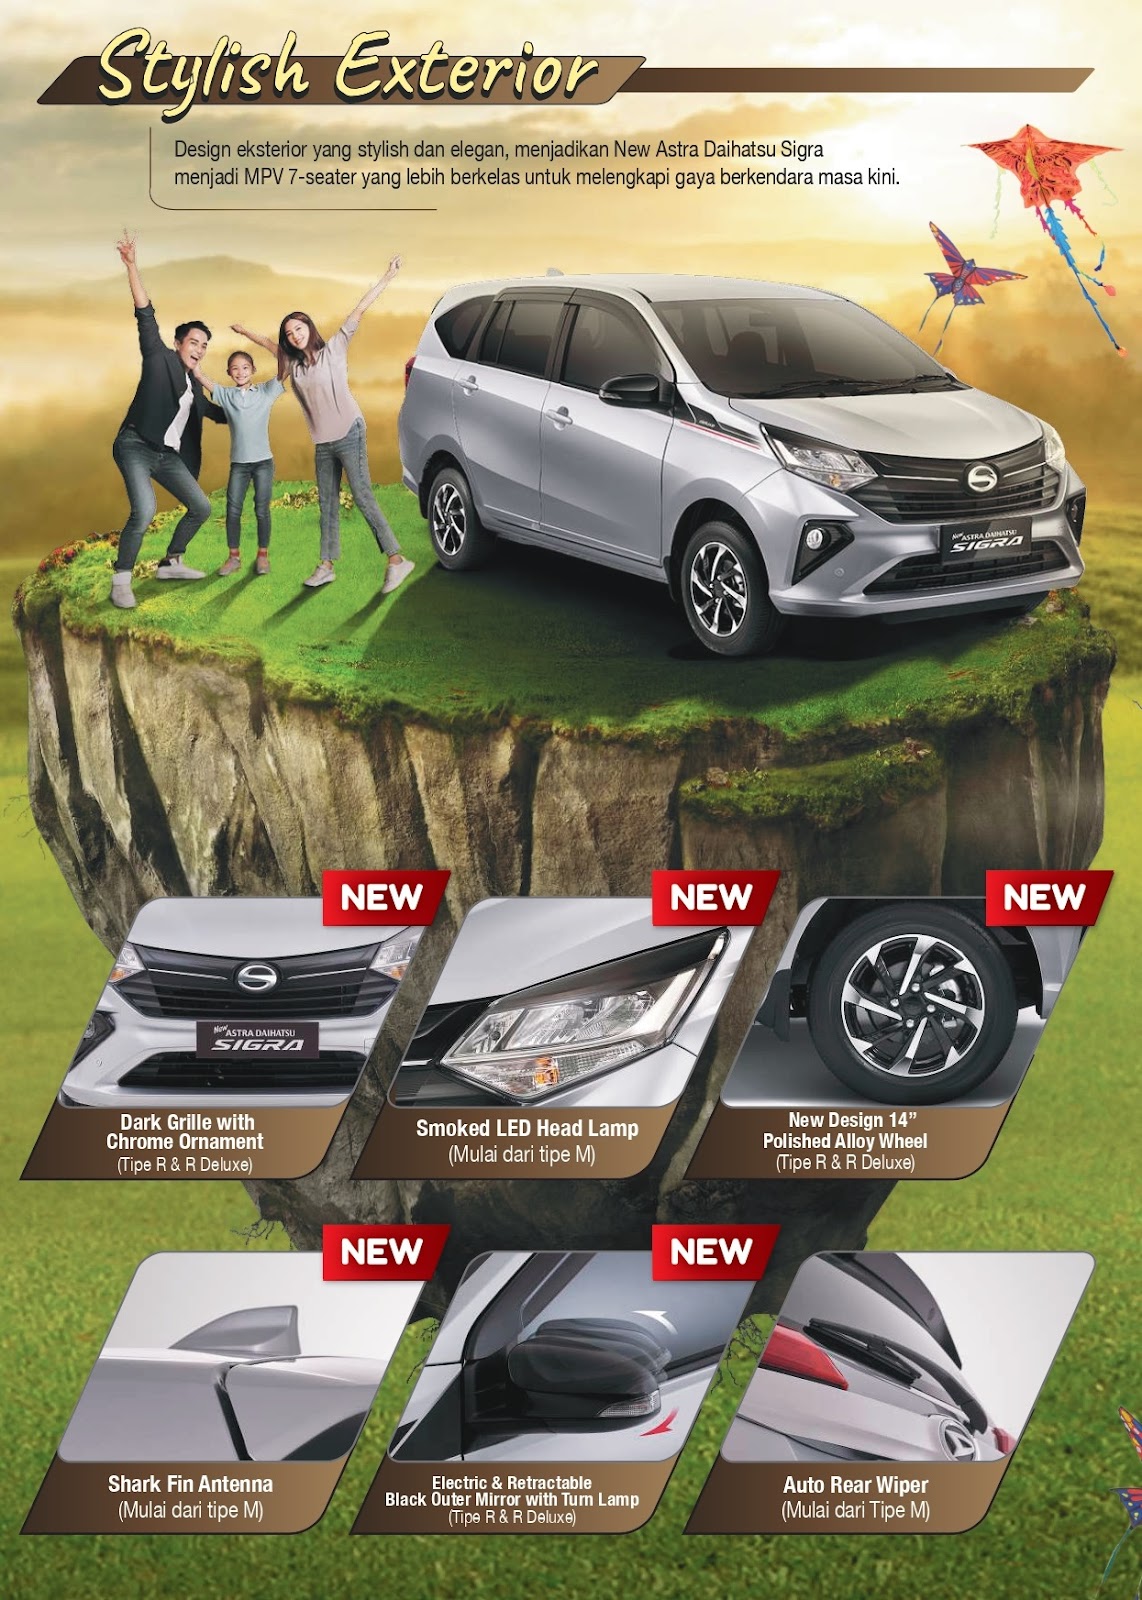 Stylish Exterior
Design eksterior yang stylish dan elegan, menjadikan New Astra Daihatsu Sigra
menjadi MPV 7-seater yang lebih berkelas untuk melengkapi gaya berkendara masa kini.
New ASTRA DAIHATSU
SIGRA
NEW
NEW
NEW
New ASTRA DAIHATSU
SIGRA
Dark Grille with
Chrome Ornament
(Tipe R & R Deluxe)
Smoked LED Head Lamp
(Mulai dari tipe M)
New Design 14”
Polished Alloy Wheel
(Tipe R & R Deluxe)
NEW
NEW
Shark Fin Antenna
(Mulai dari tipe M)
Electric & Retractable
Black Outer Mirror with Turn Lamp
(Tipe R & R Deluxe)
Auto Rear Wiper
(Mulai dari Tipe M)